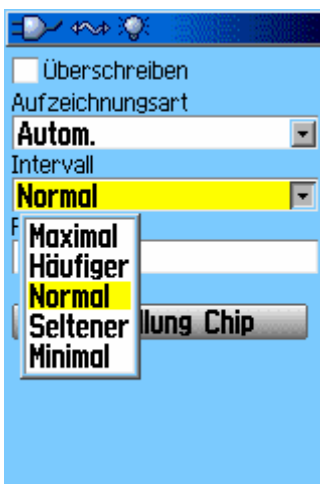 Überschreiben
Aufzeichnungsart
Autom.
Intervall
Normal
Maximal
Häufiger
Normal
Seltener
Minimal
llung Chip